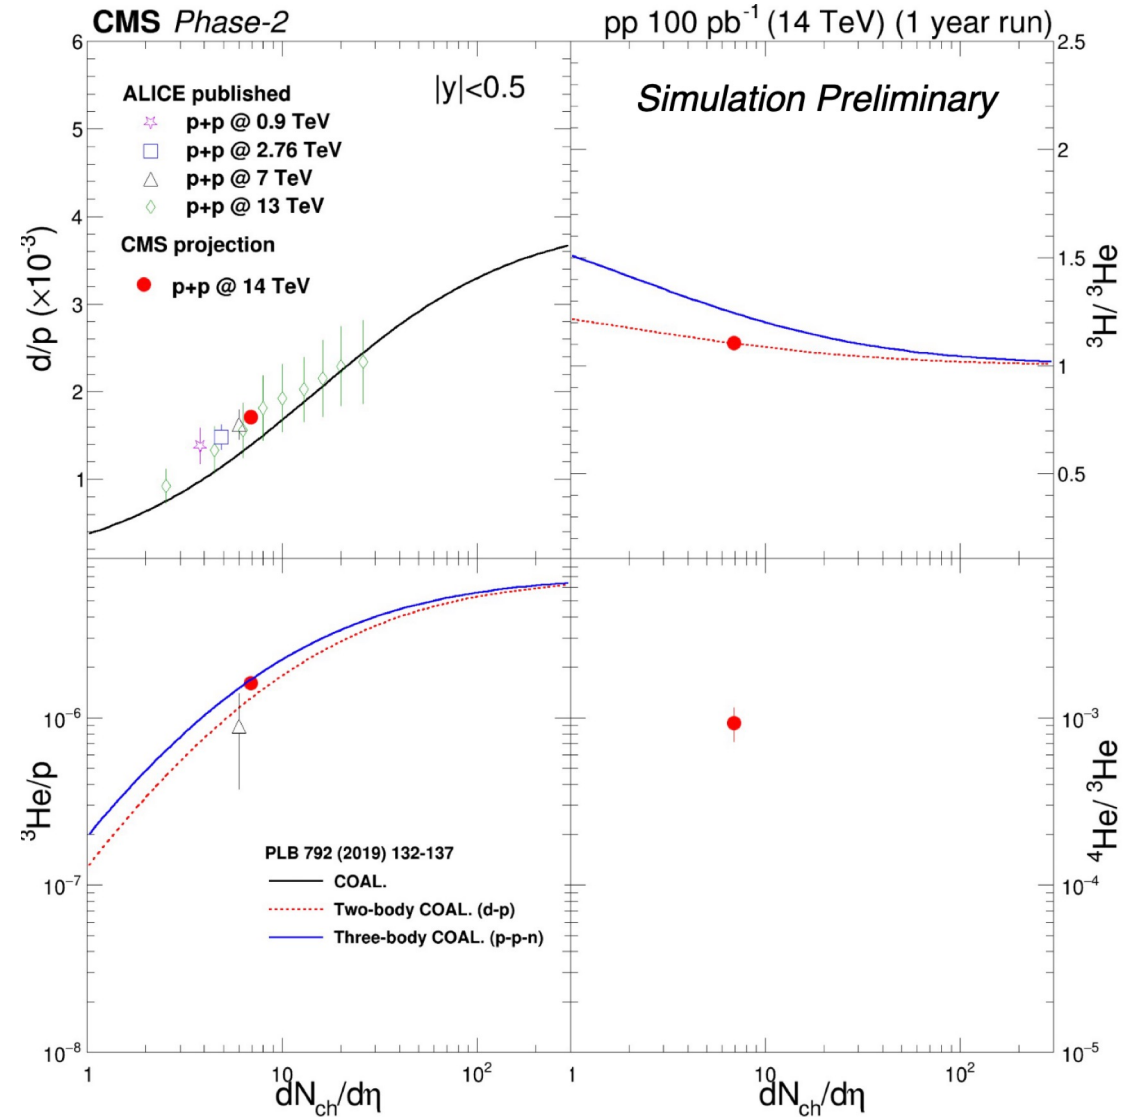 CMS Phase-2
pp 100 pb⁻¹ (14 TeV) (1 year run)
6
5
4
3
2
1
d/p (×10⁻³)
|y|<0.5
ALICE published
p+p @ 0.9 TeV
p+p @ 2.76 TeV
p+p @ 7 TeV
p+p @ 13 TeV
CMS projection
p+p @ 14 TeV
Simulation Preliminary
2.5
2
1.5
1
0.5
³H/ ³He
10⁻⁶
10⁻⁷
10⁻⁸
³He/p
PLB 792 (2019) 132-137
COAL.
Two-body COAL. (d-p)
Three-body COAL. (p-p-n)
1
10
10²
dN_ch/dη
10⁻³
10⁻⁴
10⁻⁵
⁴He/ ³He
1
10
10²
dN_ch/dη